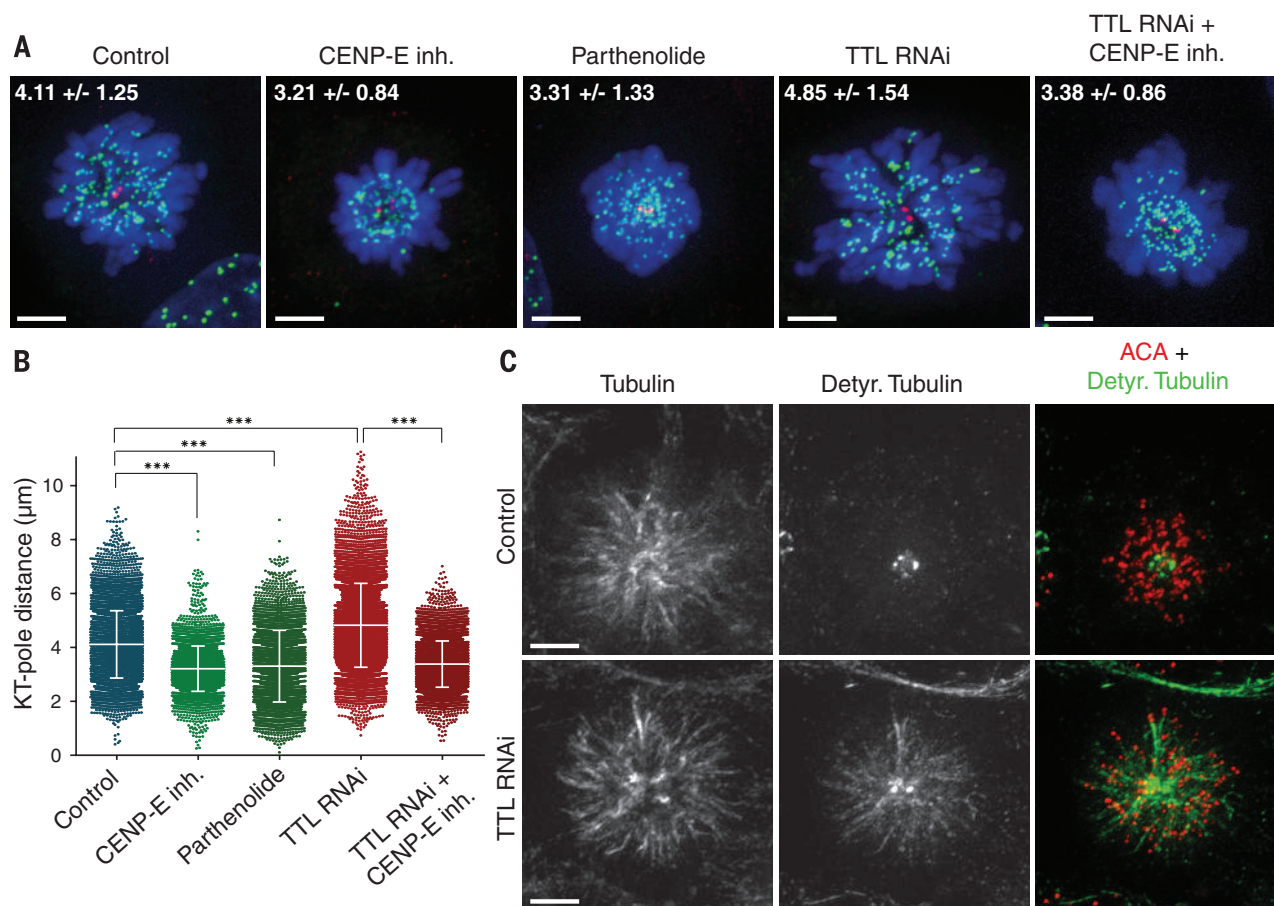 A
Control
CENP-E inh.
Parthenolide
TTL RNAi
TTL RNAi +
CENP-E inh.
4.11 +/- 1.25
3.21 +/- 0.84
3.31 +/- 1.33
4.85 +/- 1.54
3.38 +/- 0.86
B
***
***
***
***
KT-pole distance (µm)
10
8
6
4
2
0
Control
CENP-E inh.
Parthenolide
TTL RNAi
TTL RNAi +
CENP-E inh.
C
Tubulin
Detyr. Tubulin
ACA +
Detyr. Tubulin
Control
TTL RNAi